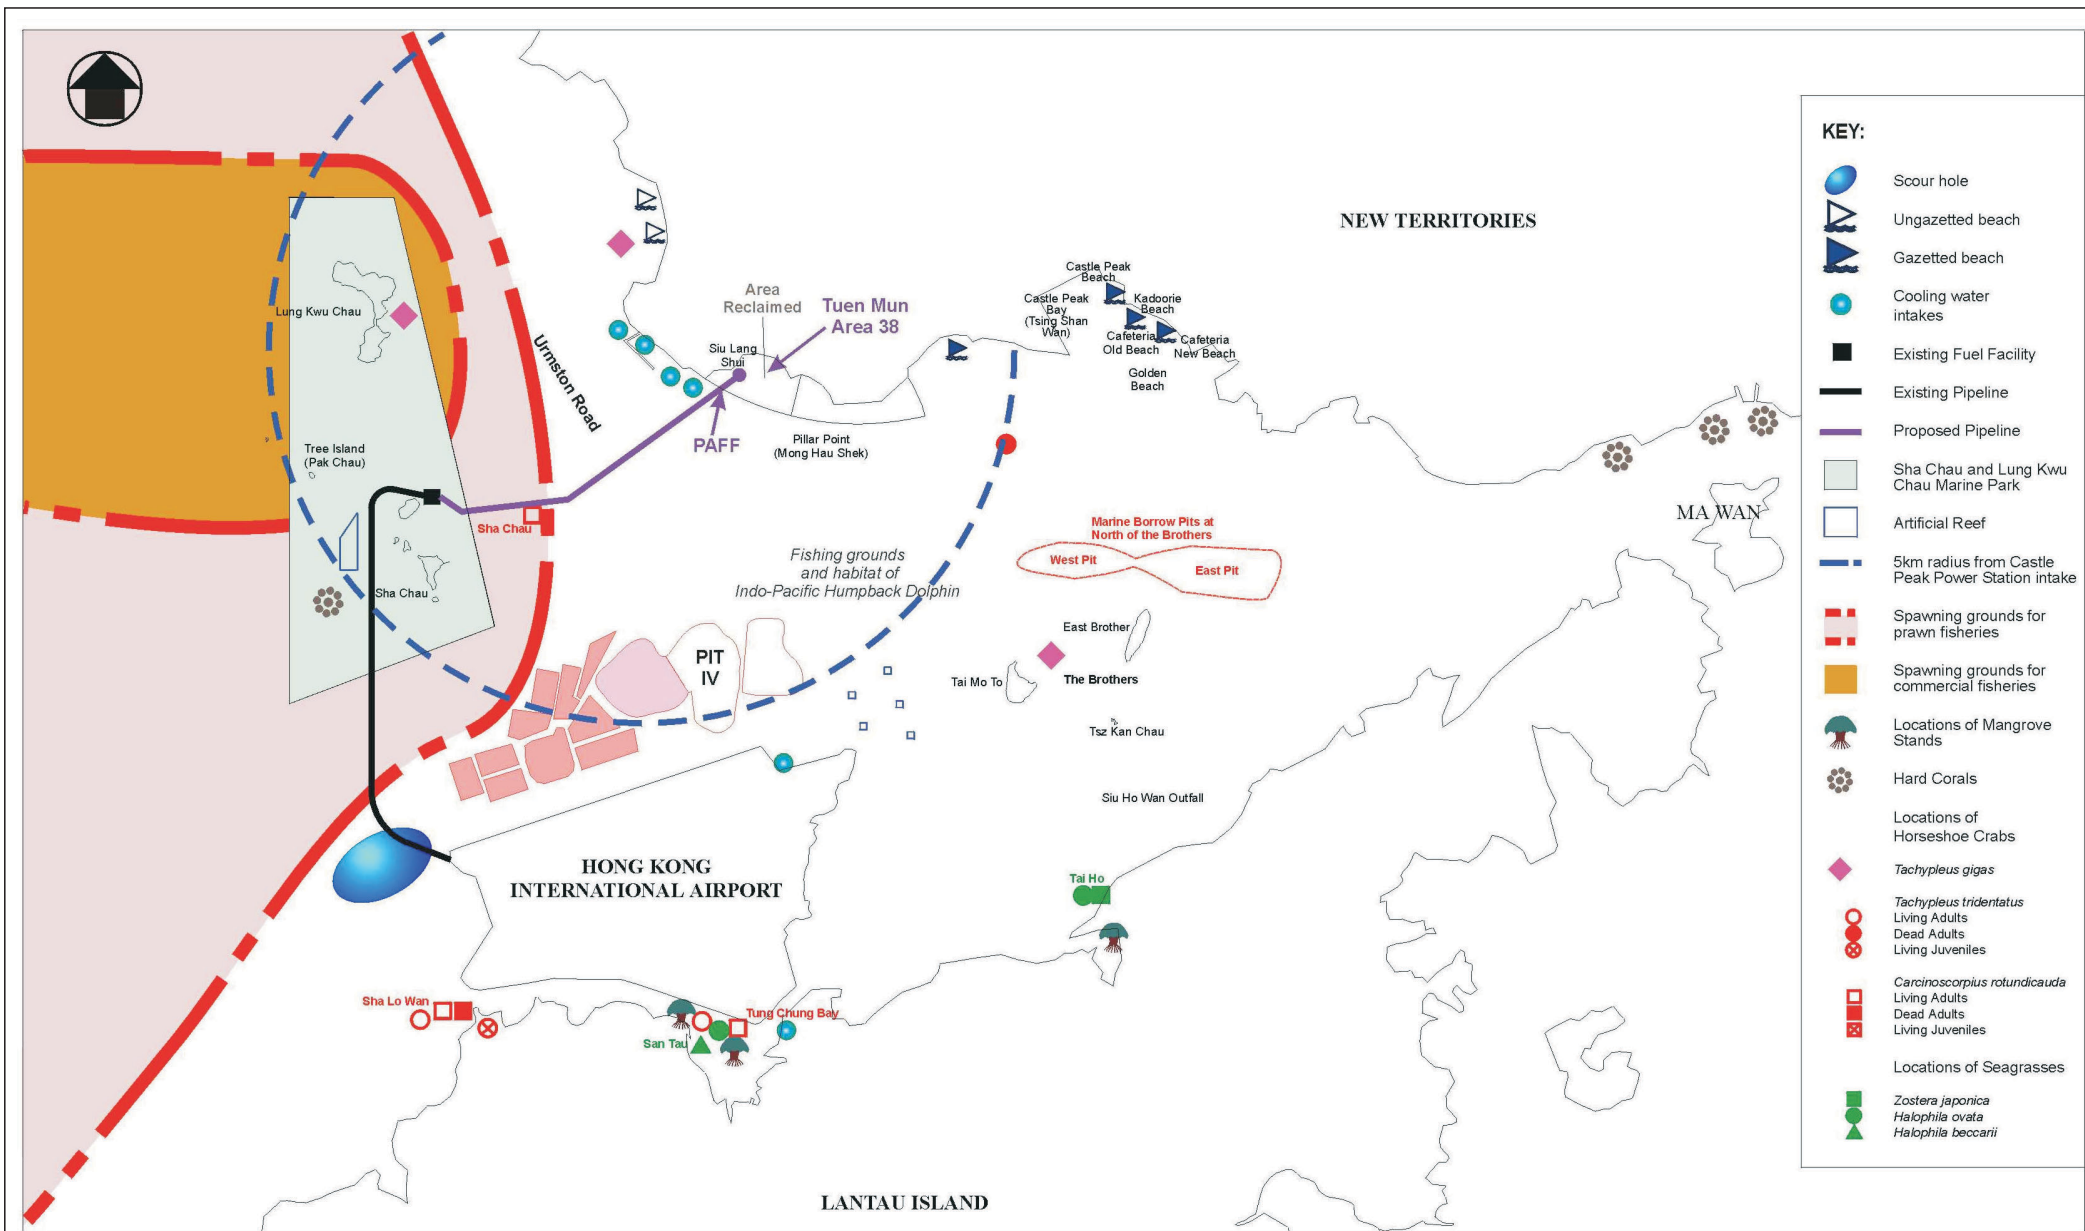 NEW TERRITORIES
Castle Peak
Beach
Castle Peak
Bay
(Tsing Shan
Wan)
Kadoorie
Beach
Cafeteria
Old Beach
Cafeteria
New Beach
Golden
Beach
Area
Reclaimed
Tuen Mun
Area 38
Siu Lang
Shui
Lung Kwu Chau
Urmston Road
PAFF
Pillar Point
(Mong Hau Shek)
Tree Island
(Pak Chau)
Sha Chau
Sha Chau
Fishing grounds
and habitat of
Indo-Pacific Humpback Dolphin
Marine Borrow Pits at
North of the Brothers
West Pit
East Pit
MA WAN
East Brother
PIT
IV
Tai Mo To
The Brothers
Tsz Kan Chau
Siu Ho Wan Outfall
HONG KONG
INTERNATIONAL AIRPORT
Tai Ho
Sha Lo Wan
Tung Chung Bay
San Tau
LANTAU ISLAND
KEY:
Scour hole
Ungazetted beach
Gazetted beach
Cooling water
intakes
Existing Fuel Facility
Existing Pipeline
Proposed Pipeline
Sha Chau and Lung Kwu
Chau Marine Park
Artificial Reef
5km radius from Castle
Peak Power Station intake
Spawning grounds for
prawn fisheries
Spawning grounds for
commercial fisheries
Locations of Mangrove
Stands
Hard Corals
Locations of
Horseshoe Crabs
Tachypleus gigas
Tachypleus tridentatus
Living Adults
Dead Adults
Living Juveniles
Carcinoscorpius rotundicauda
Living Adults
Dead Adults
Living Juveniles
Locations of Seagrasses
Zostera japonica
Halophila ovata
Halophila beccarii